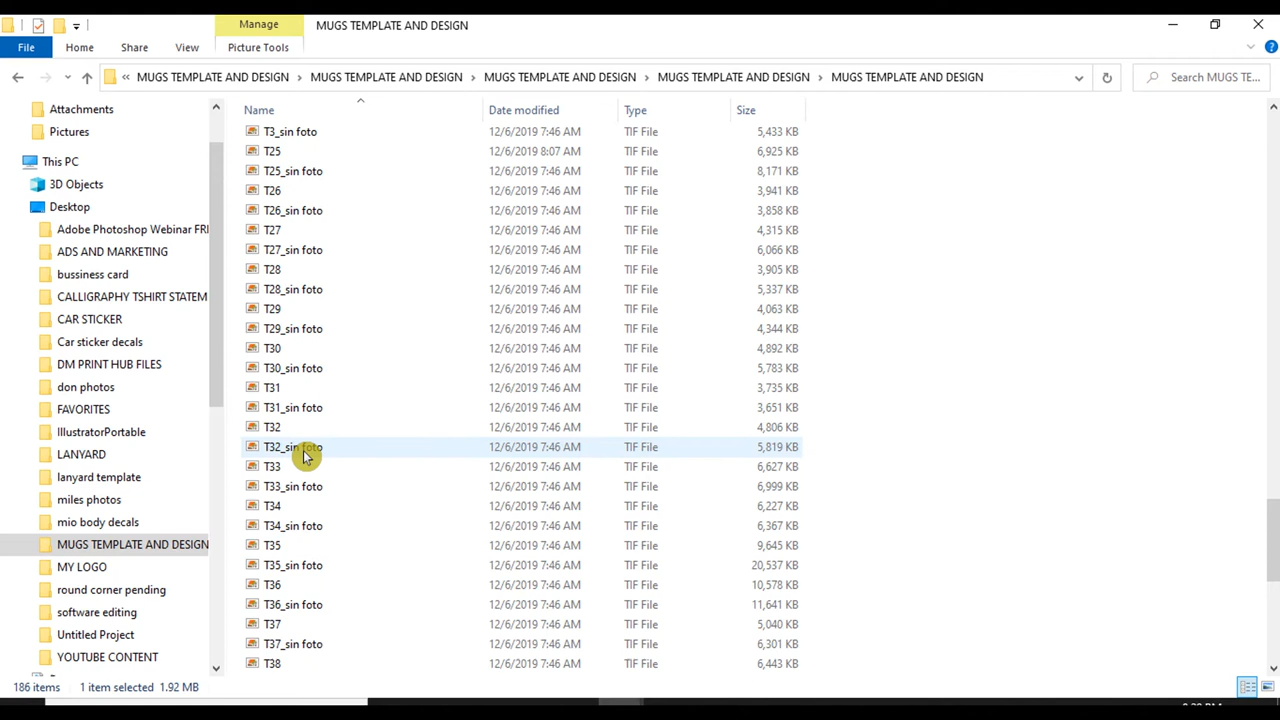 Manage
MUGS TEMPLATE AND DESIGN
File
Home
Share
View
Picture Tools
« MUGS TEMPLATE AND DESIGN > MUGS TEMPLATE AND DESIGN > MUGS TEMPLATE AND DESIGN > MUGS TEMPLATE AND DESIGN > MUGS TEMPLATE AND DESIGN
Search MUGS TE...
Attachments
Pictures
This PC
3D Objects
Desktop
Adobe Photoshop Webinar FRI
ADS AND MARKETING
bussiness card
CALLIGRAPHY TSHIRT STATEM
CAR STICKER
Car sticker decals
DM PRINT HUB FILES
don photos
FAVORITES
IllustratorPortable
LANYARD
lanyard template
miles photos
mio body decals
MUGS TEMPLATE AND DESIGN
MY LOGO
round corner pending
software editing
Untitled Project
YOUTUBE CONTENT
Name Date modified Type Size
T3_sin foto 12/6/2019 7:46 AM TIF File 5,433 KB
T25 12/6/2019 8:07 AM TIF File 6,925 KB
T25_sin foto 12/6/2019 7:46 AM TIF File 8,171 KB
T26 12/6/2019 7:46 AM TIF File 3,941 KB
T26_sin foto 12/6/2019 7:46 AM TIF File 3,858 KB
T27 12/6/2019 7:46 AM TIF File 4,315 KB
T27_sin foto 12/6/2019 7:46 AM TIF File 6,066 KB
T28 12/6/2019 7:46 AM TIF File 3,905 KB
T28_sin foto 12/6/2019 7:46 AM TIF File 5,337 KB
T29 12/6/2019 7:46 AM TIF File 4,063 KB
T29_sin foto 12/6/2019 7:46 AM TIF File 4,344 KB
T30 12/6/2019 7:46 AM TIF File 4,892 KB
T30_sin foto 12/6/2019 7:46 AM TIF File 5,783 KB
T31 12/6/2019 7:46 AM TIF File 3,735 KB
T31_sin foto 12/6/2019 7:46 AM TIF File 3,651 KB
T32 12/6/2019 7:46 AM TIF File 4,806 KB
T32_sin foto 12/6/2019 7:46 AM TIF File 5,819 KB
T33 12/6/2019 7:46 AM TIF File 6,627 KB
T33_sin foto 12/6/2019 7:46 AM TIF File 6,999 KB
T34 12/6/2019 7:46 AM TIF File 6,227 KB
T34_sin foto 12/6/2019 7:46 AM TIF File 6,367 KB
T35 12/6/2019 7:46 AM TIF File 9,645 KB
T35_sin foto 12/6/2019 7:46 AM TIF File 20,537 KB
T36 12/6/2019 7:46 AM TIF File 10,578 KB
T36_sin foto 12/6/2019 7:46 AM TIF File 11,641 KB
T37 12/6/2019 7:46 AM TIF File 5,040 KB
T37_sin foto 12/6/2019 7:46 AM TIF File 6,301 KB
T38 12/6/2019 7:46 AM TIF File 6,443 KB
186 items 1 item selected 1.92 MB